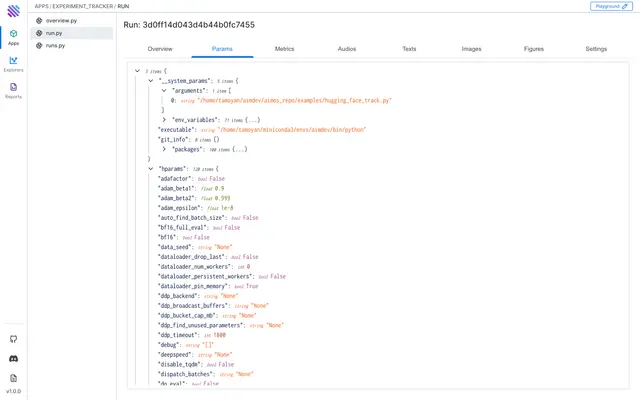 APPS / EXPERIMENT_TRACKER / RUN
Playground
overview.py
run.py
runs.py
Apps
Explorers
Reports
v1.0.0
Run: 3d0ff14d043d4b44b0fc7455
Overview
Params
Metrics
Audios
Texts
Images
Figures
Settings
{
"__system_params": 5 items {
"arguments": 1 item [
0: string "/home/tamoyan/asmdev/aimos_repo/examples/hugging_face_track.py"
]
"env_variables": 71 items {...}
"executable": string "/home/tamoyan/miniconda3/envs/asmdev/bin/python"
"git_info": 0 items {}
"packages": 100 items {...}
}
"hparams": 120 items {
"adafactor": bool False
"adam_beta1": float 0.9
"adam_beta2": float 0.999
"adam_epsilon": float 1e-8
"auto_find_batch_size": bool False
"bf16_full_eval": bool False
"bf16": bool False
"data_seed": string "None"
"dataloader_drop_last": bool False
"dataloader_num_workers": int 0
"dataloader_persistent_workers": bool False
"dataloader_pin_memory": bool True
"ddp_backend": string "None"
"ddp_broadcast_buffers": string "None"
"ddp_bucket_cap_mb": string "None"
"ddp_find_unused_parameters": string "None"
"ddp_timeout": int 1800
"debug": string "[]"
"deepspeed": string "None"
"disable_tqdm": bool False
"dispatch_batches": string "None"
"do_eval": bool False